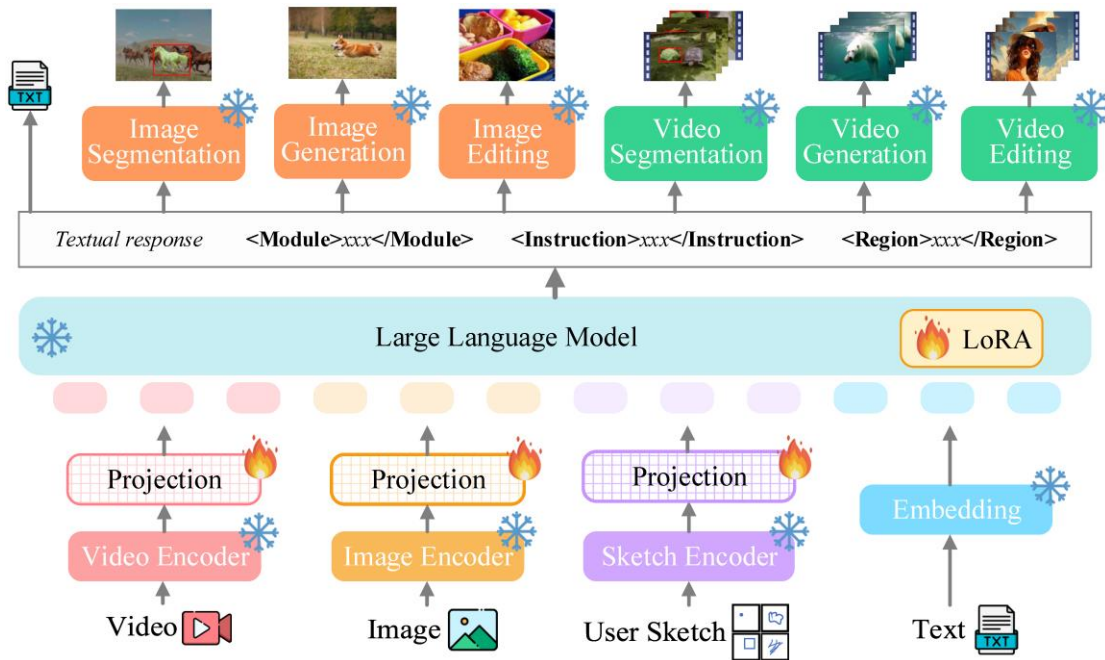 TXT
Image
Segmentation
Image
Generation
Image
Editing
Video
Segmentation
Video
Generation
Video
Editing
Textual response <Module>xxx</Module> <Instruction>xxx</Instruction> <Region>xxx</Region>
Large Language Model
LoRA
Projection
Projection
Projection
Embedding
Video Encoder
Image Encoder
Sketch Encoder
Video
Image
User Sketch
Text
TXT